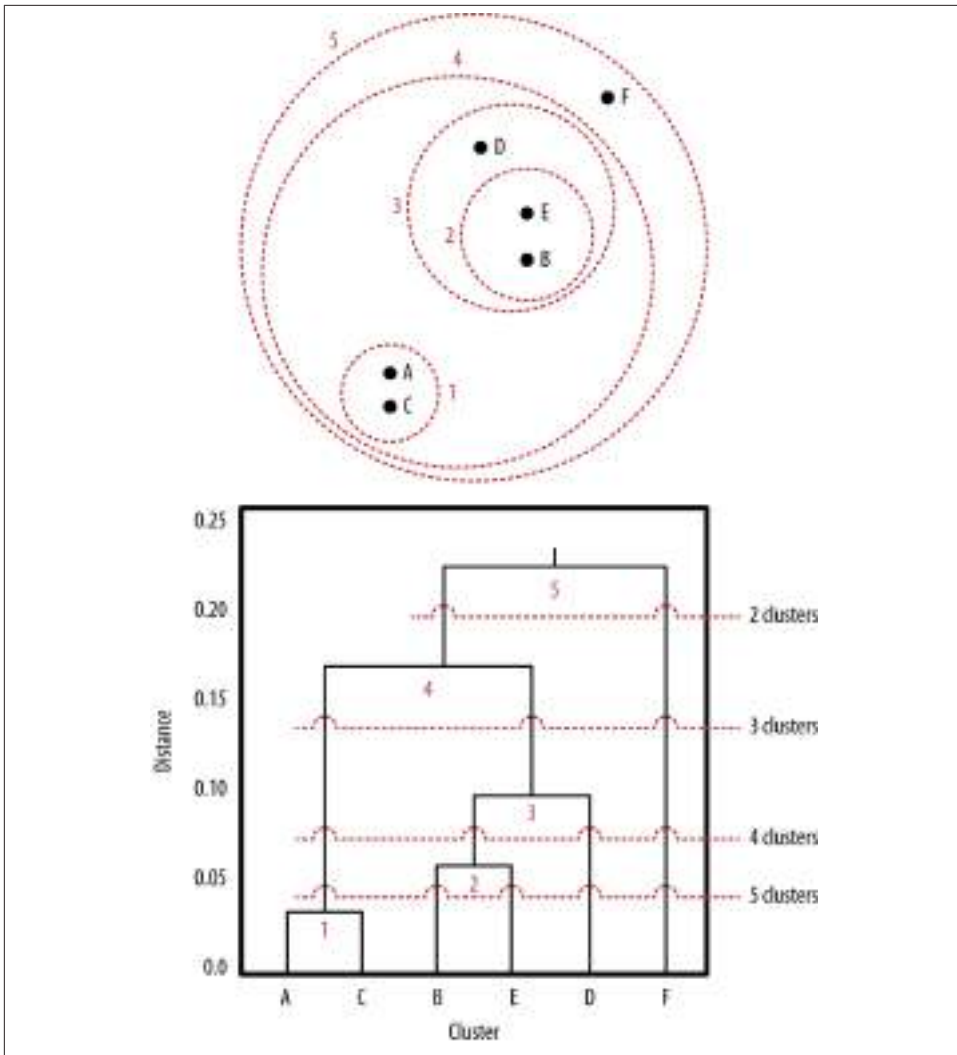 5
4
F
D
3
E
2
B
A
1
C
0.25
5
0.20
2 clusters
4
0.15
3 clusters
Distance
0.10
3
4 clusters
0.05
2
5 clusters
1
0.0
A C B E D F
Cluster